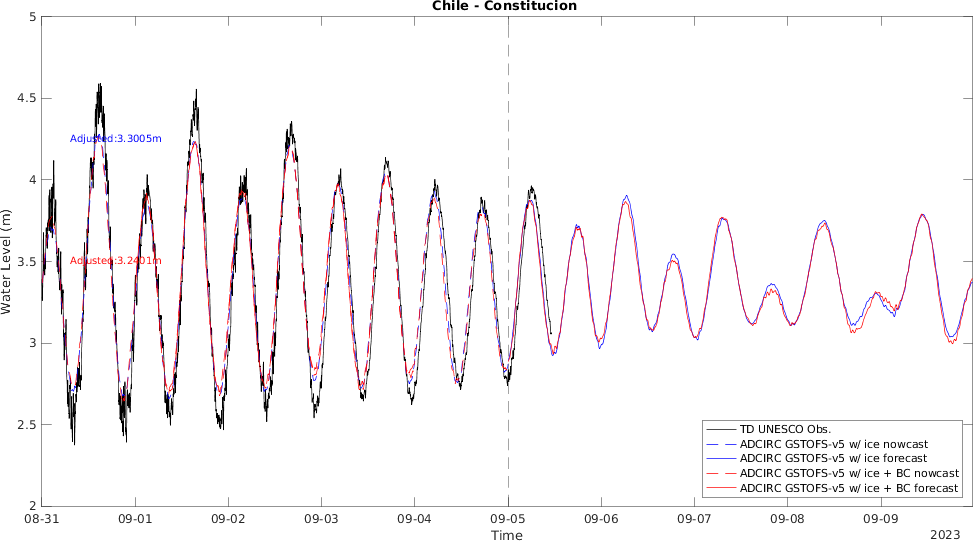 Chile - Constitucion
Water Level (m)
5
4.5
4
3.5
3
2.5
2
Adjusted:3.3005m
Adjusted:3.2401m
TD UNESCO Obs.
ADCIRC GSTOFS-v5 w/ ice nowcast
ADCIRC GSTOFS-v5 w/ ice forecast
ADCIRC GSTOFS-v5 w/ ice + BC nowcast
ADCIRC GSTOFS-v5 w/ ice + BC forecast
08-31 09-01 09-02 09-03 09-04 09-05 09-06 09-07 09-08 09-09
Time
2023